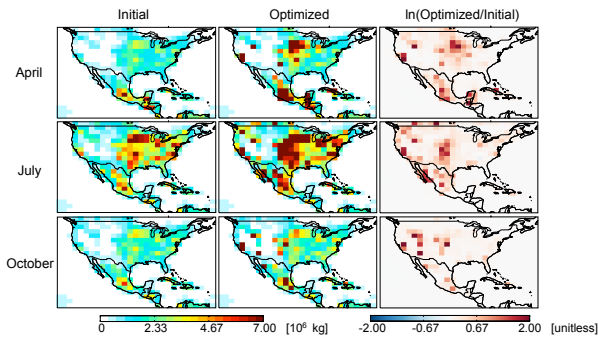 Initial Optimized ln(Optimized/Initial)
April
July
October
0 2.33 4.67 7.00 [10⁶ kg] -2.00 -0.67 0.67 2.00 [unitless]